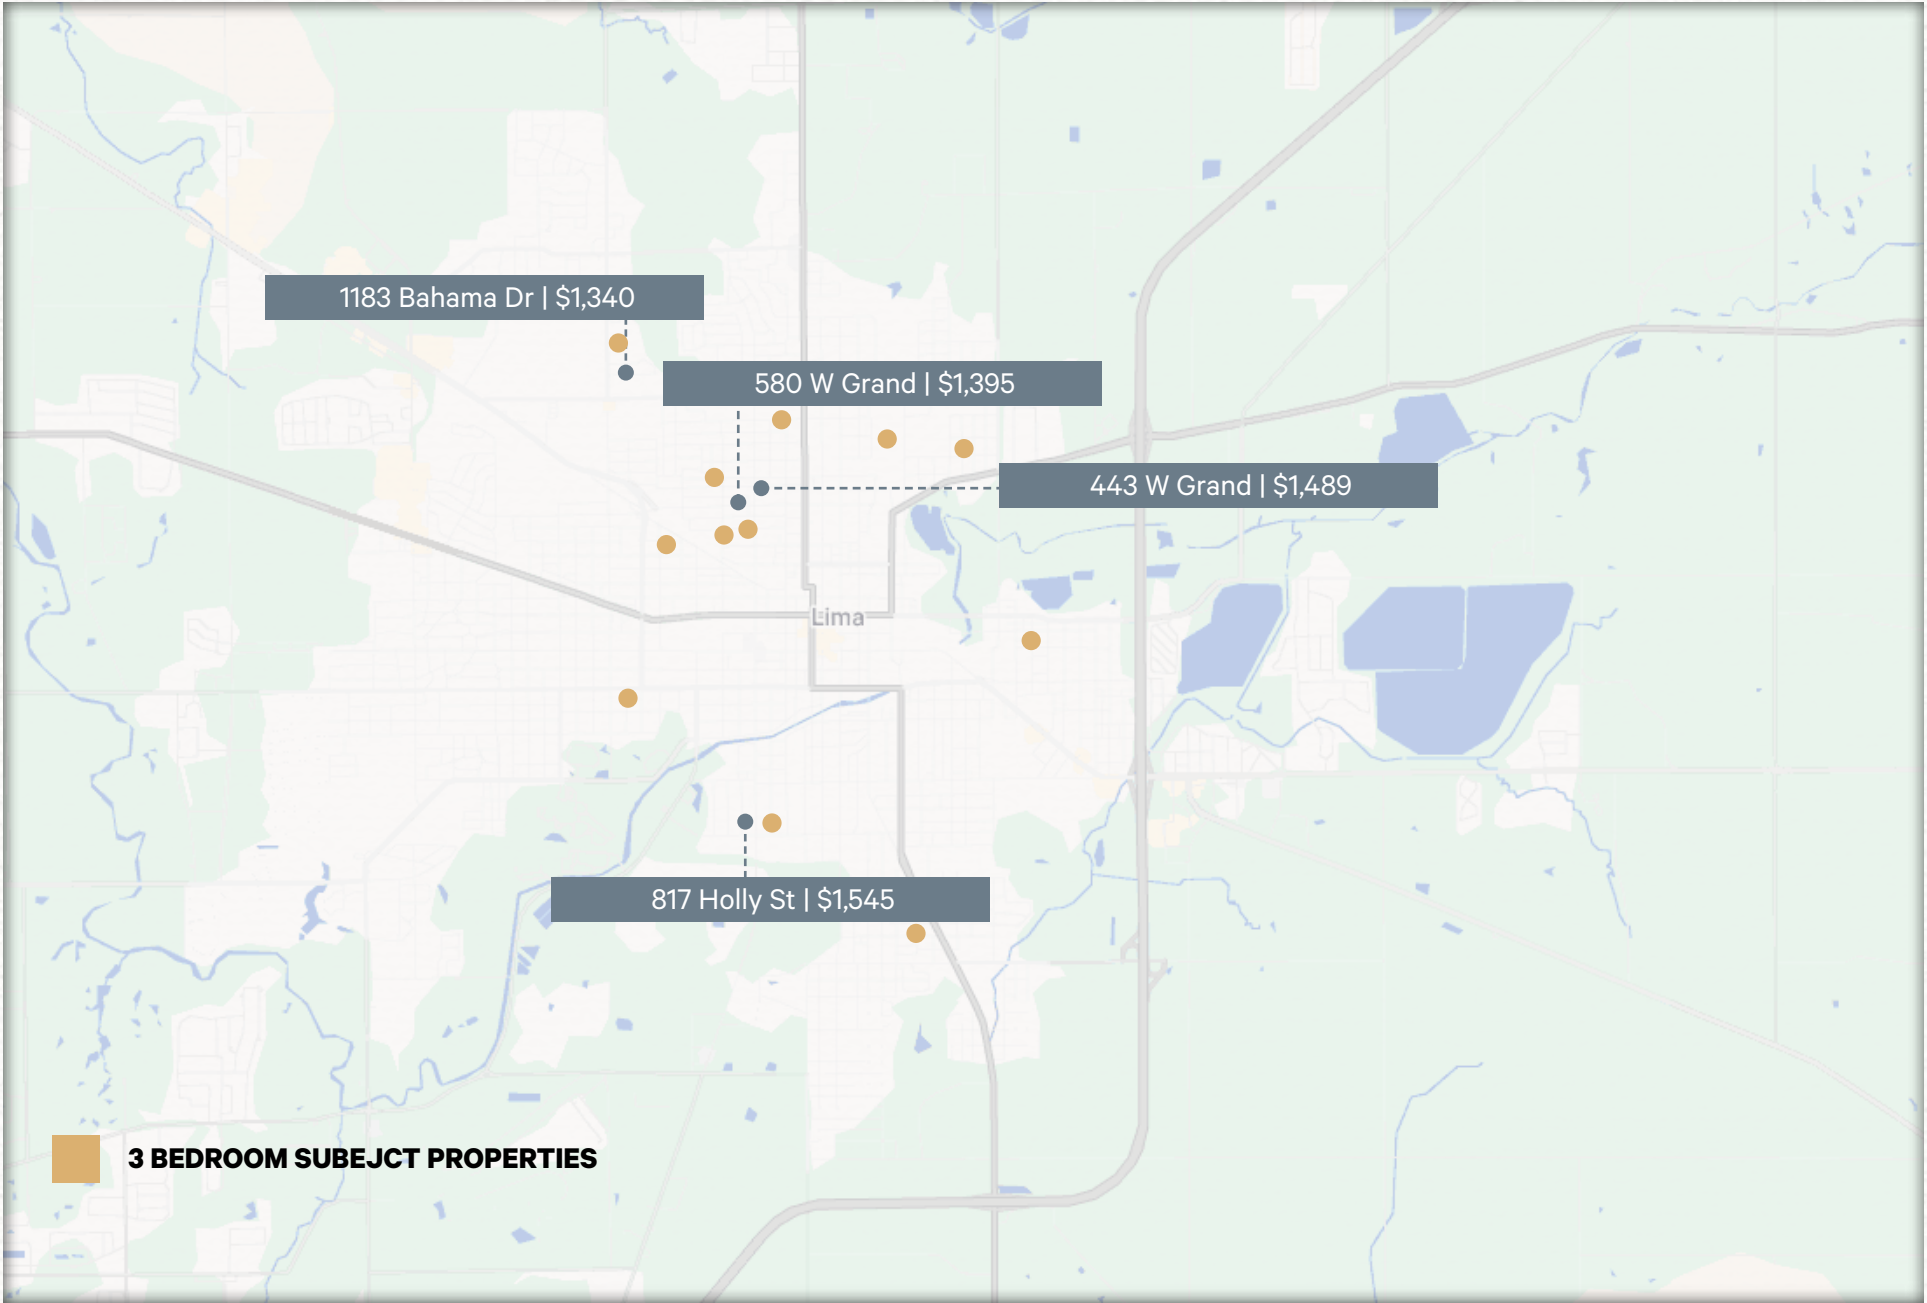 1183 Bahama Dr | $1,340
580 W Grand | $1,395
443 W Grand | $1,489
Lima
817 Holly St | $1,545
3 BEDROOM SUBEJCT PROPERTIES